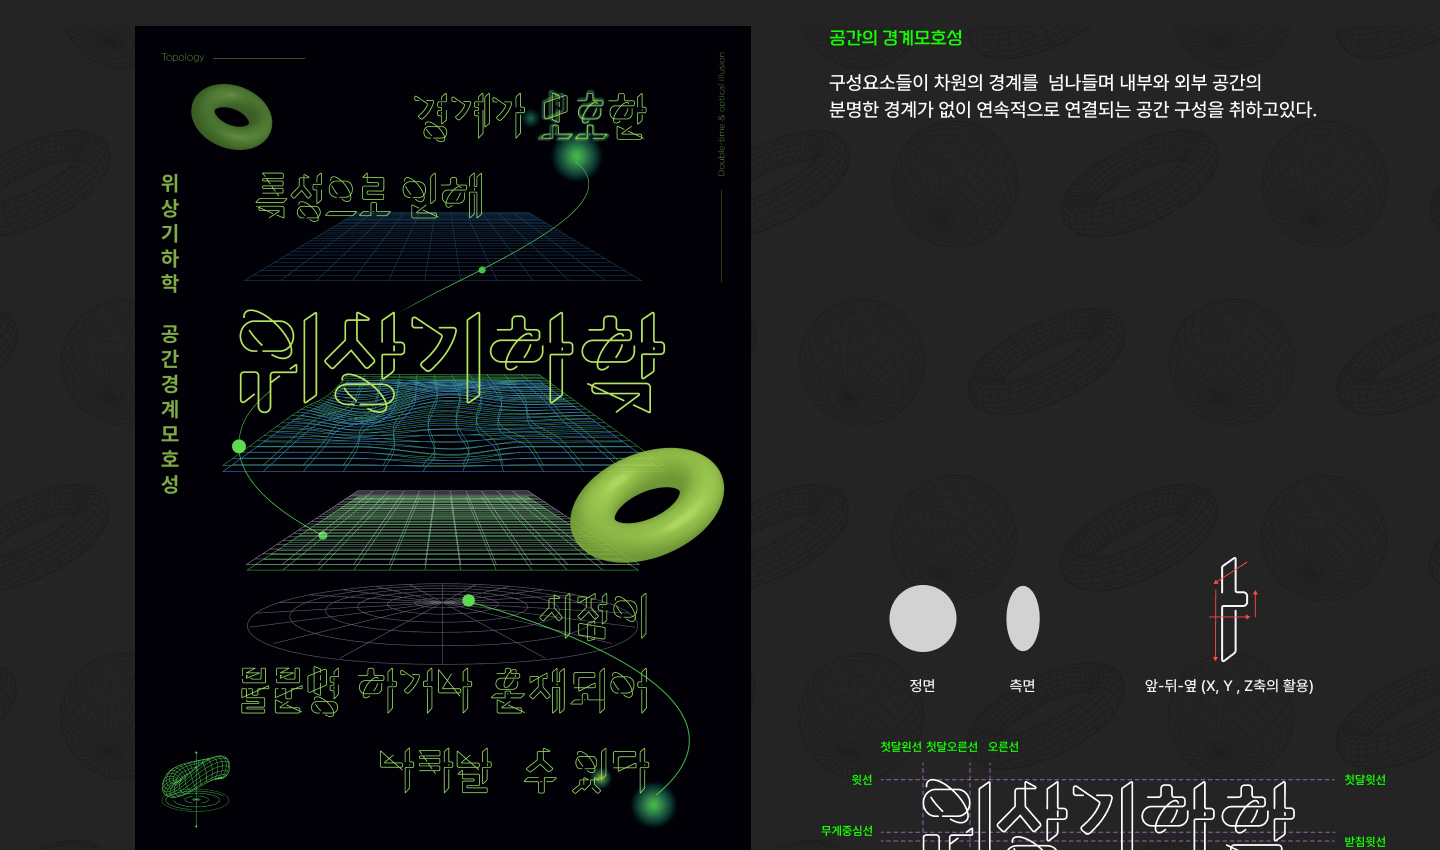 Topology
Double-time & optical illusion
경계가 모호한
특성으로 인해
위상기하학 공간경계모호성
위상기하학
시점이
불분명 하거나 혼재되어
나타날 수 있다
공간의 경계모호성
구성요소들이 차원의 경계를 넘나들며 내부와 외부 공간의
분명한 경계가 없이 연속적으로 연결되는 공간 구성을 취하고있다.
정면
측면
앞-뒤-옆 (X, Y , Z축의 활용)
첫닿왼선 첫닿오른선 오른선
윗선
첫닿윗선
무게중심선
받침윗선
위상기하학